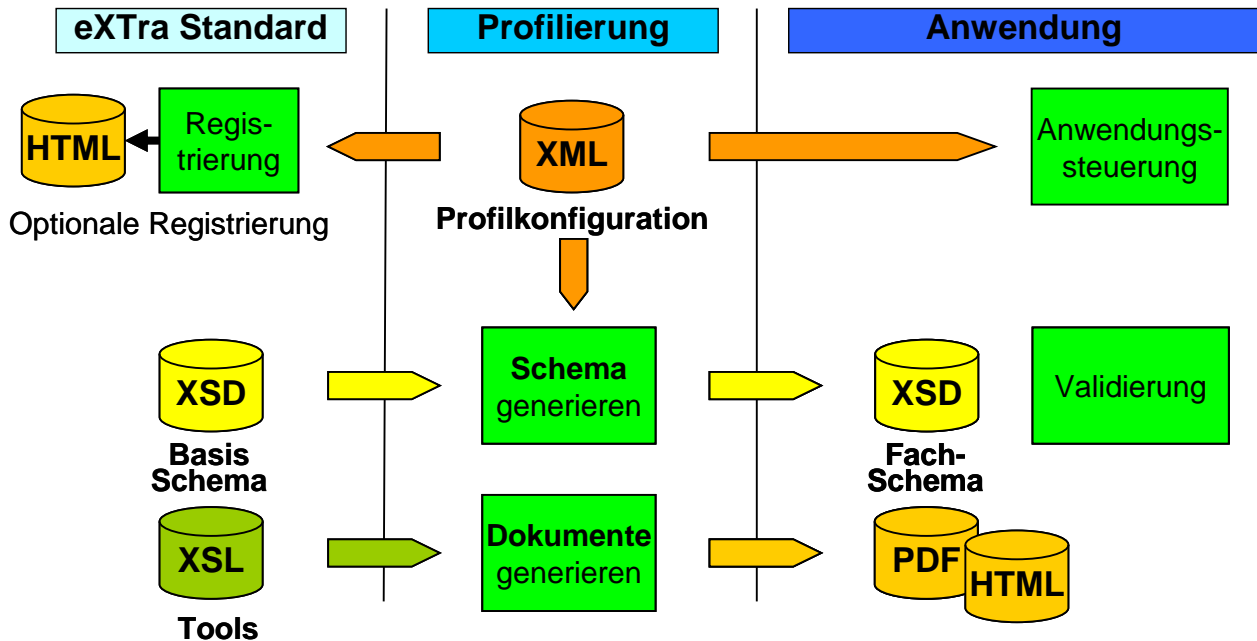 eXTra Standard
Profilierung
Anwendung
HTML
Regis-
trierung
XML
Anwendungs-
steuerung
Optionale Registrierung
Profilkonfiguration
XSD
Schema
generieren
XSD
Validierung
Basis
Schema
Fach-
Schema
XSL
Dokumente
generieren
PDF
HTML
Tools